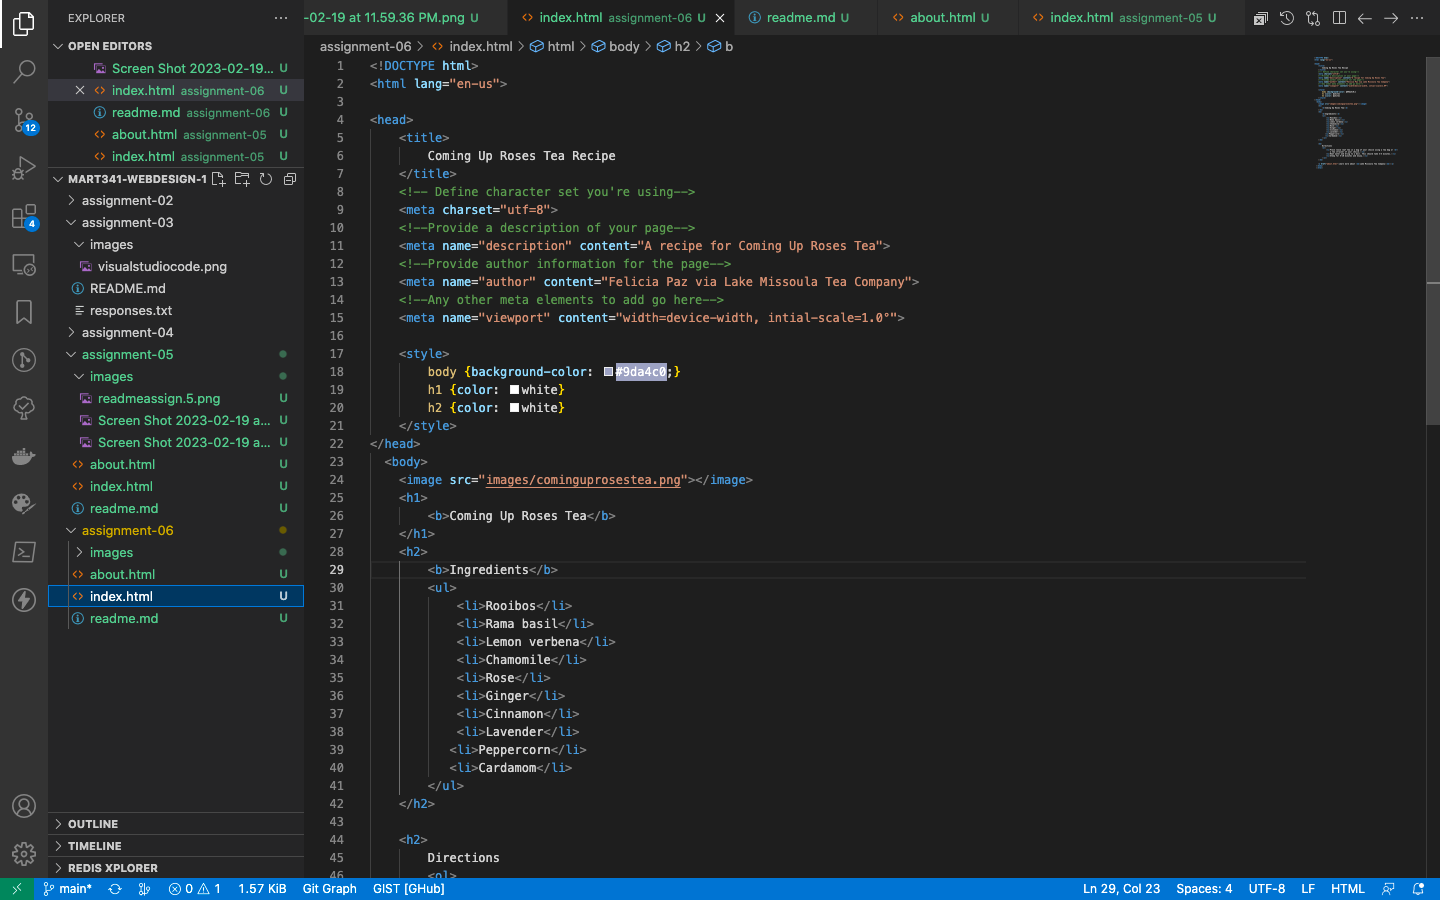 EXPLORER
OPEN EDITORS
Screen Shot 2023-02-19... U
index.html assignment-06 U
readme.md assignment-06 U
about.html assignment-05 U
index.html assignment-05 U
MART341-WEBDESIGN-1
assignment-02
assignment-03
images
visualstudiocode.png
README.md
responses.txt
assignment-04
assignment-05
images
readmeassign.5.png U
Screen Shot 2023-02-19 a... U
Screen Shot 2023-02-19 a... U
about.html U
index.html U
readme.md U
assignment-06
images
about.html U
index.html U
readme.md U
OUTLINE
TIMELINE
REDIS XPLORER
12
4
-02-19 at 11.59.36 PM.png U
index.html assignment-06 U
readme.md U
about.html U
index.html assignment-05 U
assignment-06 > index.html > html > body > h2 > b
1 <!DOCTYPE html>
2 <html lang="en-us">
3
4 <head>
5 <title>
6 Coming Up Roses Tea Recipe
7 </title>
8 <!-- Define character set you're using-->
9 <meta charset="utf=8">
10 <!--Provide a description of your page-->
11 <meta name="description" content="A recipe for Coming Up Roses Tea">
12 <!--Provide author information for the page-->
13 <meta name="author" content="Felicia Paz via Lake Missoula Tea Company">
14 <!--Any other meta elements to add go here-->
15 <meta name="viewport" content="width=device-width, intial-scale=1.0°">
16
17 <style>
18 body {background-color: #9da4c0;}
19 h1 {color: white}
20 h2 {color: white}
21 </style>
22 </head>
23 <body>
24 <image src="images/cominguprosestea.png"></image>
25 <h1>
26 <b>Coming Up Roses Tea</b>
27 </h1>
28 <h2>
29 <b>Ingredients</b>
30 <ul>
31 <li>Rooibos</li>
32 <li>Rama basil</li>
33 <li>Lemon verbena</li>
34 <li>Chamomile</li>
35 <li>Rose</li>
36 <li>Ginger</li>
37 <li>Cinnamon</li>
38 <li>Lavender</li>
39 <li>Peppercorn</li>
40 <li>Cardamom</li>
41 </ul>
42 </h2>
43
44 <h2>
45 Directions
46 <ol>
main* 0 1 1.57 KiB Git Graph GIST [GHub] Ln 29, Col 23 Spaces: 4 UTF-8 LF HTML